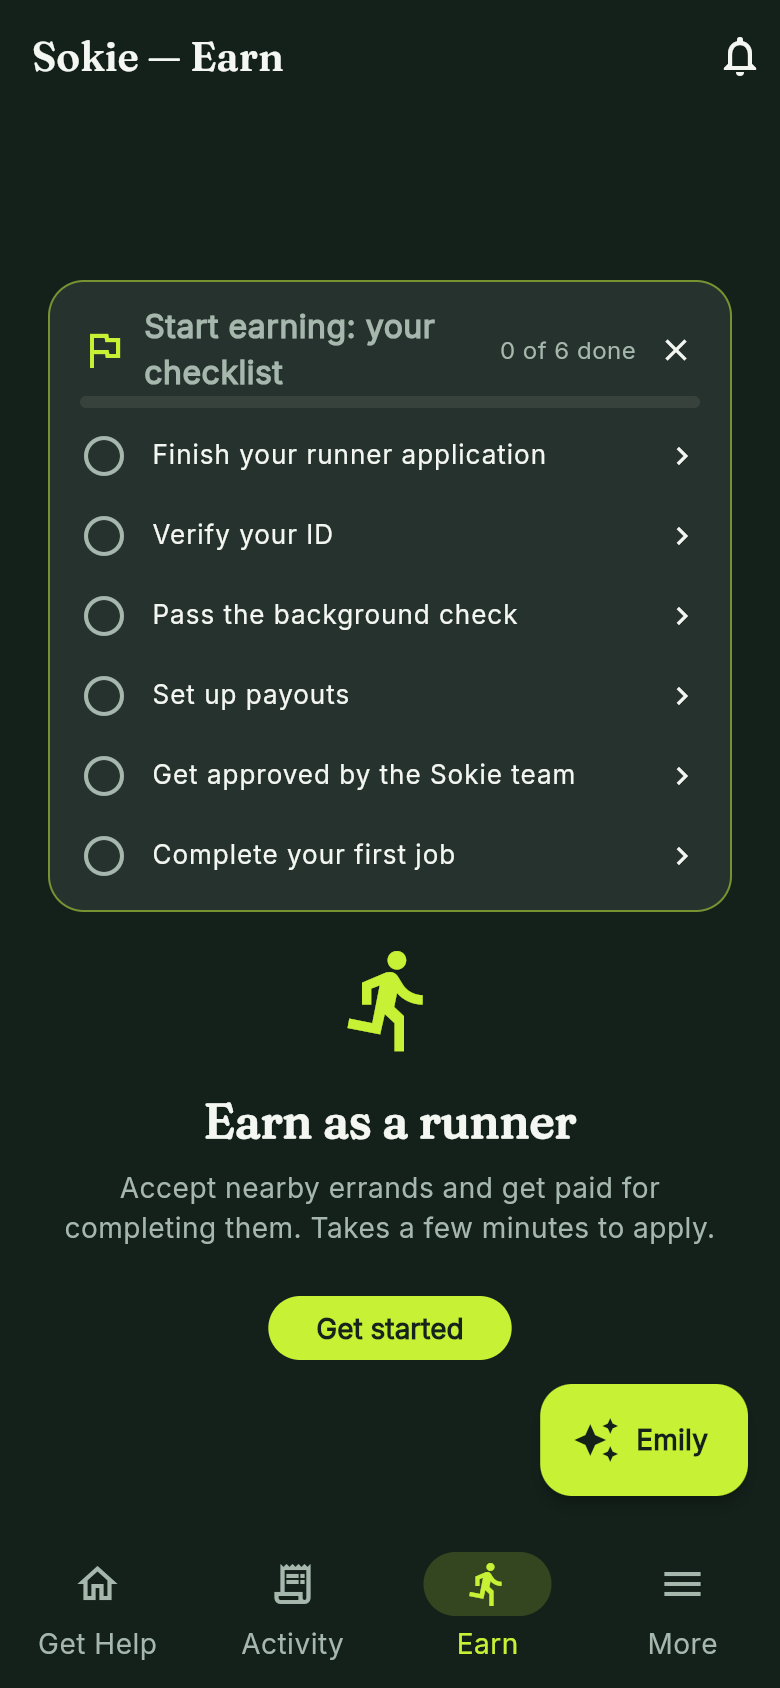 Sokie — Earn
Start earning: your
checklist
0 of 6 done
Finish your runner application
Verify your ID
Pass the background check
Set up payouts
Get approved by the Sokie team
Complete your first job
Earn as a runner
Accept nearby errands and get paid for
completing them. Takes a few minutes to apply.
Get started
Emily
Get Help
Activity
Earn
More